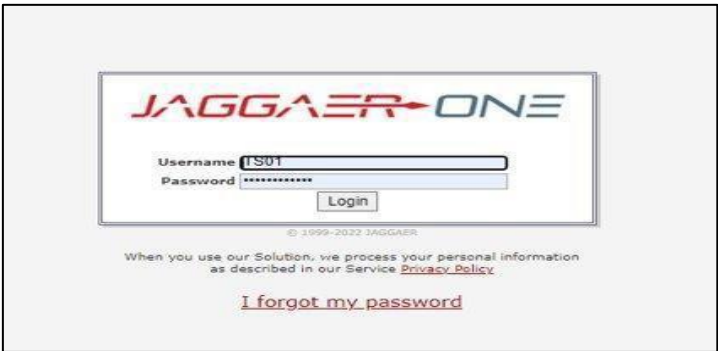 JAGGAER ONE
Username TS01
Password ••••••••••••
Login
© 1999-2022 JAGGAER
When you use our Solution, we process your personal information
as described in our Service Privacy Policy
I forgot my password